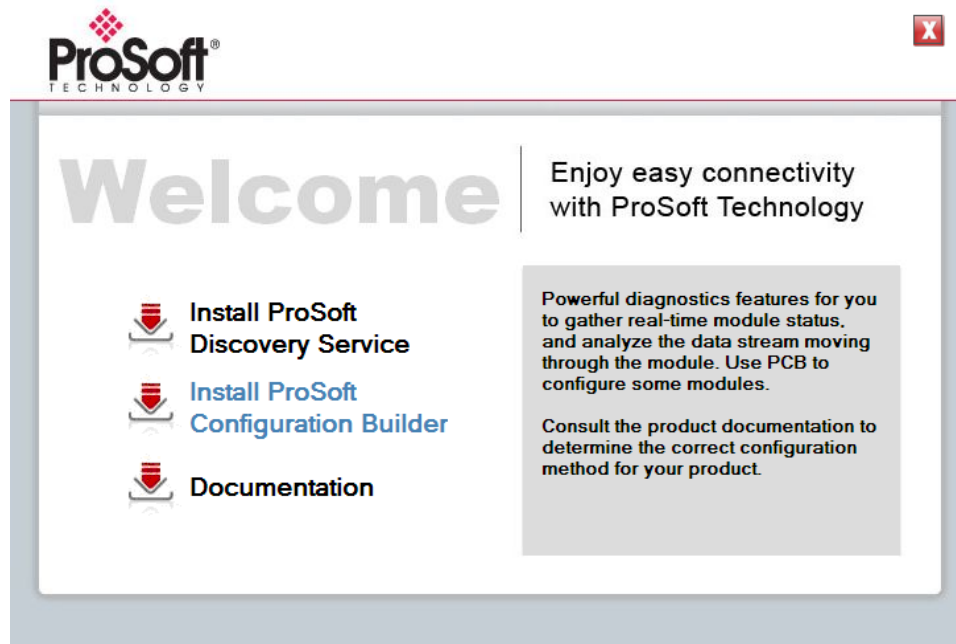 ProSoft®
TECHNOLOGY
X
Welcome
Enjoy easy connectivity
with ProSoft Technology
Install ProSoft
Discovery Service
Install ProSoft
Configuration Builder
Documentation
Powerful diagnostics features for you
to gather real-time module status,
and analyze the data stream moving
through the module. Use PCB to
configure some modules.
Consult the product documentation to
determine the correct configuration
method for your product.